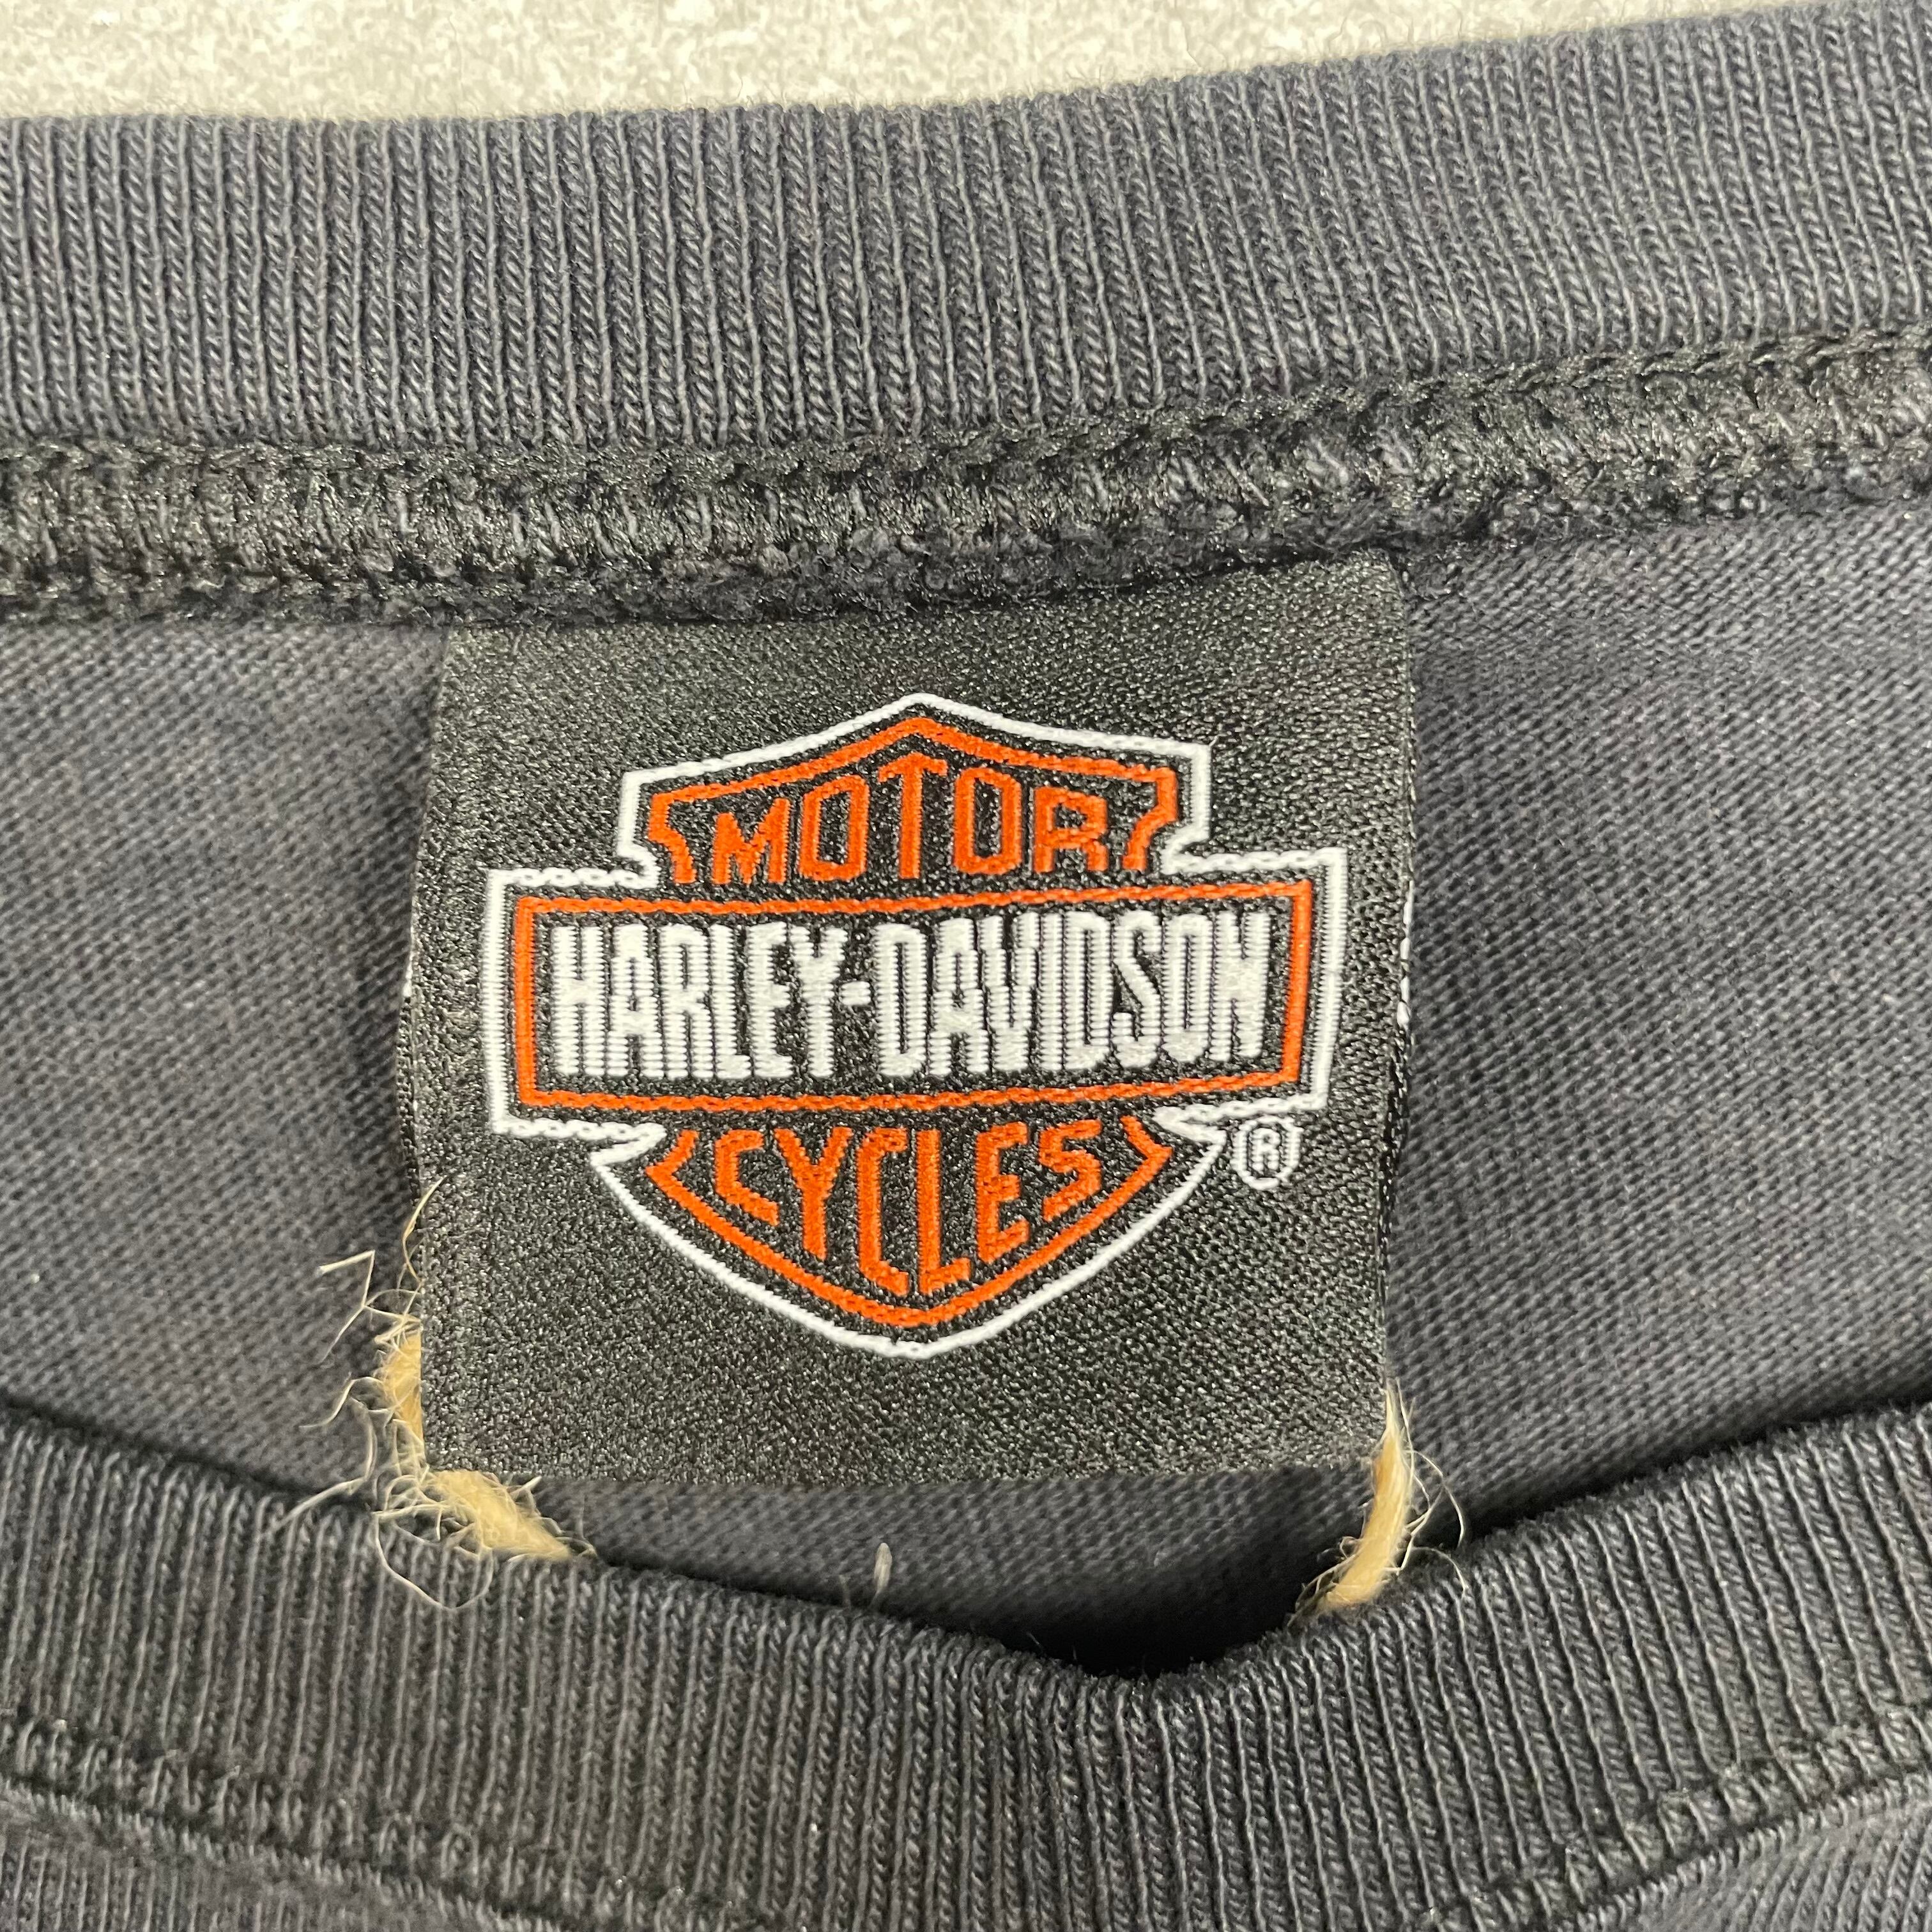 MOTOR
HARLEY-DAVIDSON
CYCLES
®